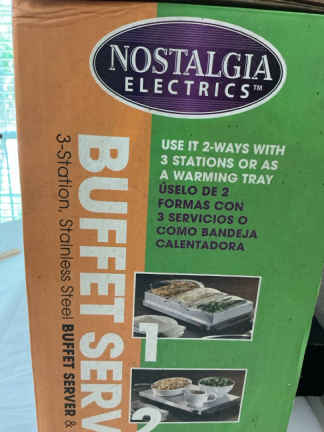 NOSTALGIA
ELECTRICS™
USE IT 2-WAYS WITH
3 STATIONS OR AS
A WARMING TRAY
ÚSELO DE 2
FORMAS CON
3 SERVICIOS O
COMO BANDEJA
CALENTADORA
BUFFET SERV
3-Station, Stainless Steel BUFFET SERVER &
1
2